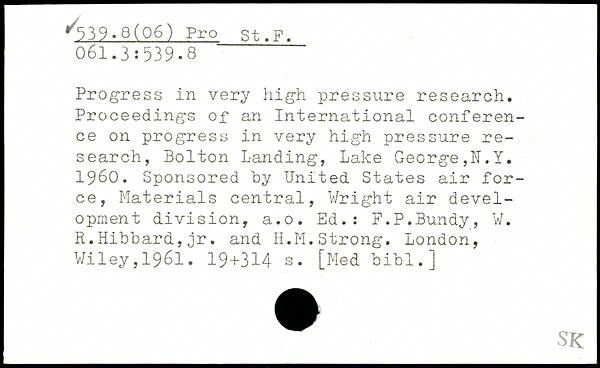 539.8(06) Pro St.F.
061.3:539.8
Progress in very high pressure research.
Proceedings of an International conferen-
ce on progress in very high pressure re-
search, Bolton Landing, Lake George,N.Y.
1960. Sponsored by United States air for-
ce, Materials central, Wright air devel-
opment division, a.o. Ed.: F.P.Bundy, W.
R.Hibbard,jr. and H.M.Strong. London,
Wiley,1961. 19+314 s. [Med bibl.]
SK